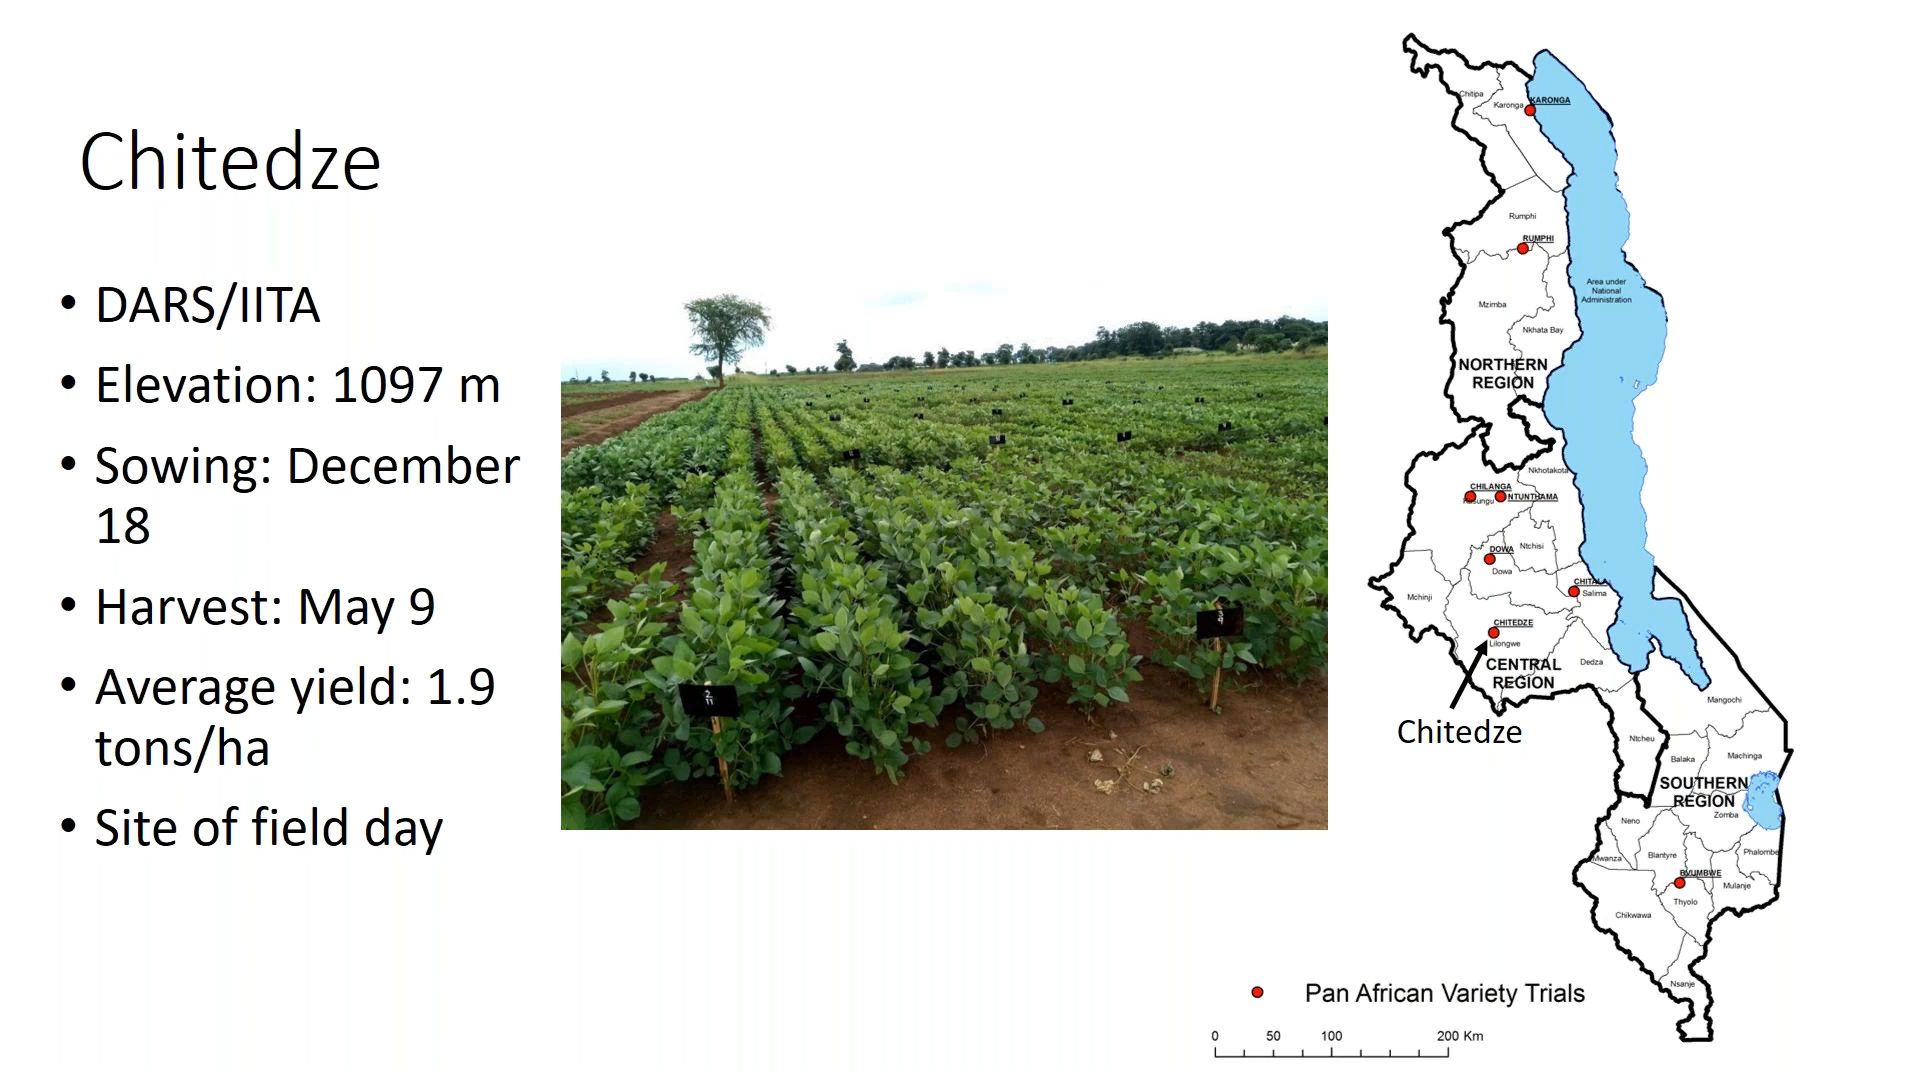 Chitedze
• DARS/IITA
• Elevation: 1097 m
• Sowing: December
18
• Harvest: May 9
• Average yield: 1.9
tons/ha
• Site of field day
2
11
Chitipa
Karonga
KARONGA
Rumphi
RUMPHI
Area under
National
Administration
Mzimba
Nkhata Bay
NORTHERN
REGION
Nkhotakota
CHILANGA
Kasungu
NTUNTHAMA
Ntchisi
DOWA
Dowa
CHITALA
Salima
Mchinji
CHITEDZE
Lilongwe
Dedza
CENTRAL
REGION
Chitedze
Mangochi
Ntcheu
Balaka
Machinga
SOUTHERN
REGION
Zomba
Neno
Phalombe
Mwanza
Blantyre
BVUMBWE
Mulanje
Thyolo
Chikwawa
Nsanje
Pan African Variety Trials
0 50 100 200 Km